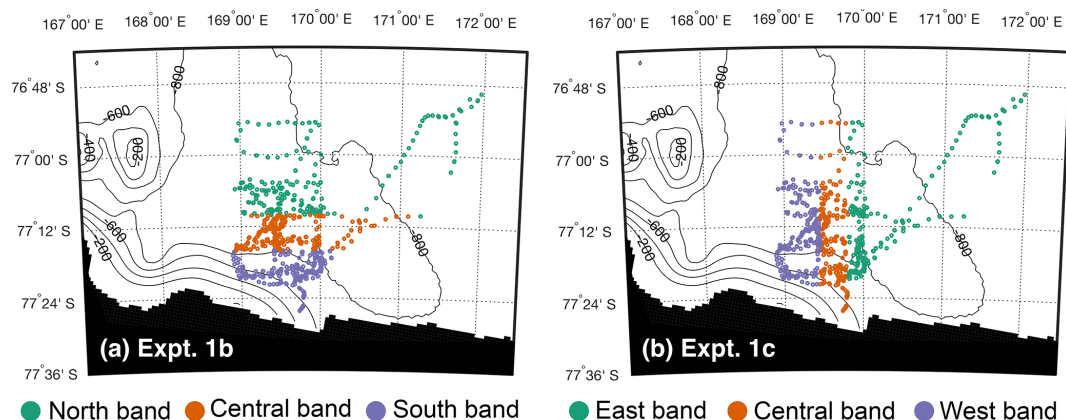 167°00' E 168°00' E 169°00' E 170°00' E 171°00' E 172°00' E
167°00' E 168°00' E 169°00' E 170°00' E 171°00' E 172°00' E
76°48' S
77°00' S
77°12' S
77°24' S
77°36' S
-800
-600
-400
-200
-600
-200
-800
(a) Expt. 1b
76°48' S
77°00' S
77°12' S
77°24' S
77°36' S
-800
-600
-400
-200
-600
-200
-800
(b) Expt. 1c
North band Central band South band
East band Central band West band